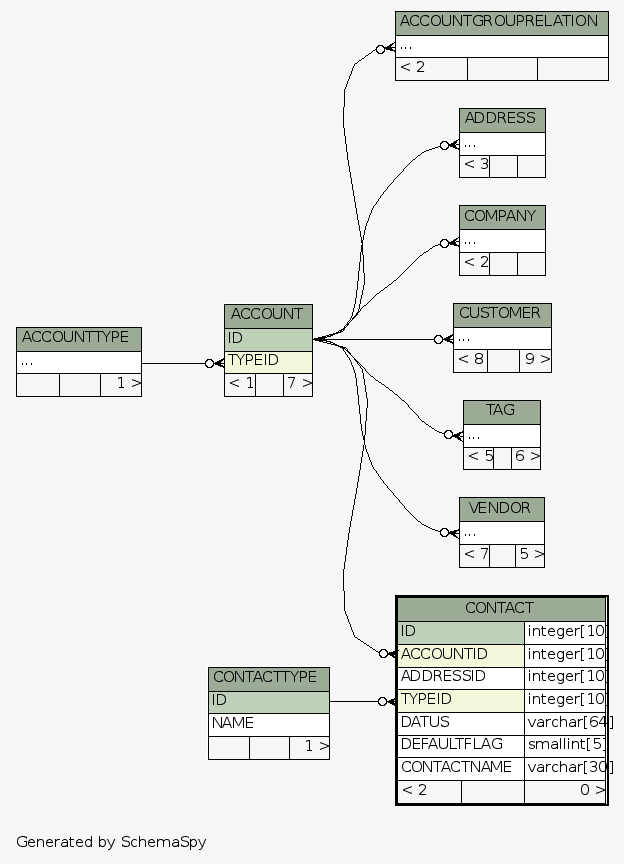 ACCOUNTGROUPRELATION
...
< 2
ADDRESS
...
< 3
COMPANY
...
< 2
ACCOUNT
ID
TYPEID
< 1 7 >
CUSTOMER
...
< 8 9 >
ACCOUNTTYPE
...
1 >
TAG
...
< 5 6 >
VENDOR
...
< 7 5 >
CONTACT
ID integer[10]
ACCOUNTID integer[10]
ADDRESSID integer[10]
TYPEID integer[10]
DATUS varchar[64]
DEFAULTFLAG smallint[5]
CONTACTNAME varchar[30]
< 2 0 >
CONTACTTYPE
ID
NAME
1 >
Generated by SchemaSpy